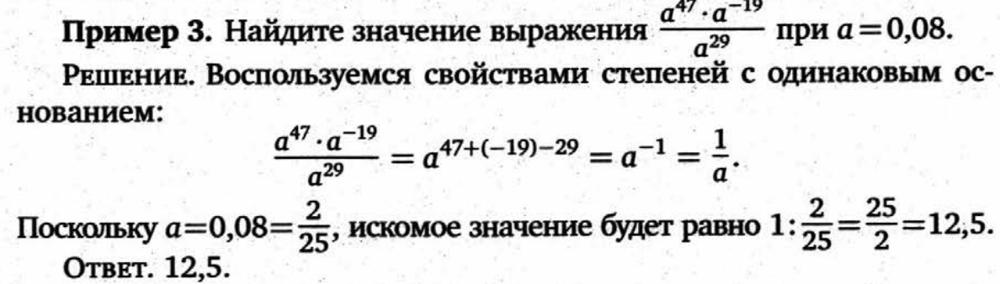 Пример 3. Найдите значение выражения \frac{a^{47} \cdot a^{-19}}{a^{29}} при a=0,08.
Решение. Воспользуемся свойствами степеней с одинаковым ос-
нованием:
\frac{a^{47} \cdot a^{-19}}{a^{29}} = a^{47+(-19)-29} = a^{-1} = \frac{1}{a}.
Поскольку a=0,08=\frac{2}{25}, искомое значение будет равно 1:\frac{2}{25}=\frac{25}{2}=12,5.
Ответ. 12,5.